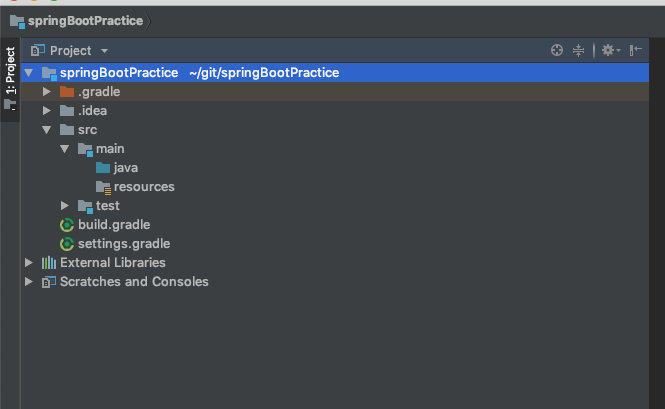 springBootPractice
1: Project
Project
springBootPractice ~/git/springBootPractice
.gradle
.idea
src
main
java
resources
test
build.gradle
settings.gradle
External Libraries
Scratches and Consoles